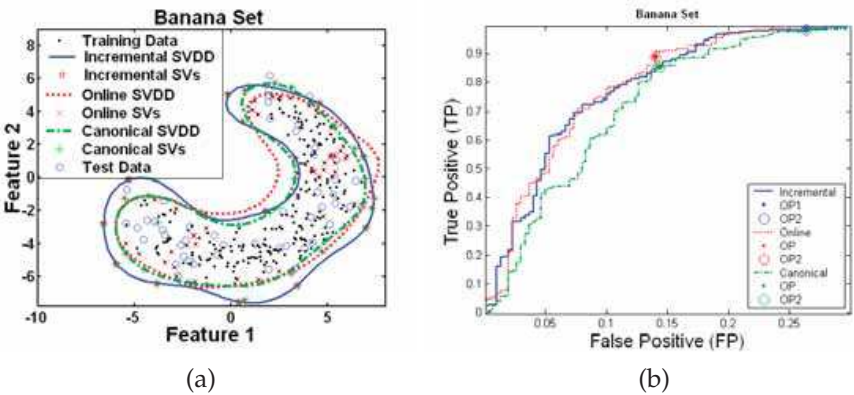 Banana Set
Training Data
Incremental SVDD
Incremental SVs
Online SVDD
Online SVs
Canonical SVDD
Canonical SVs
Test Data
Feature 2
8
6
4
2
0
-2
-4
-6
-10
-5
0
5
Feature 1
(a)
Banana Set
True Positive (TP)
0.9
0.8
0.7
0.6
0.5
0.4
0.3
0.2
0.1
0
0.05
0.1
0.15
0.2
0.25
False Positive (FP)
Incremental
OP1
OP2
Online
OP
OP2
Canonical
OP
OP2
(b)